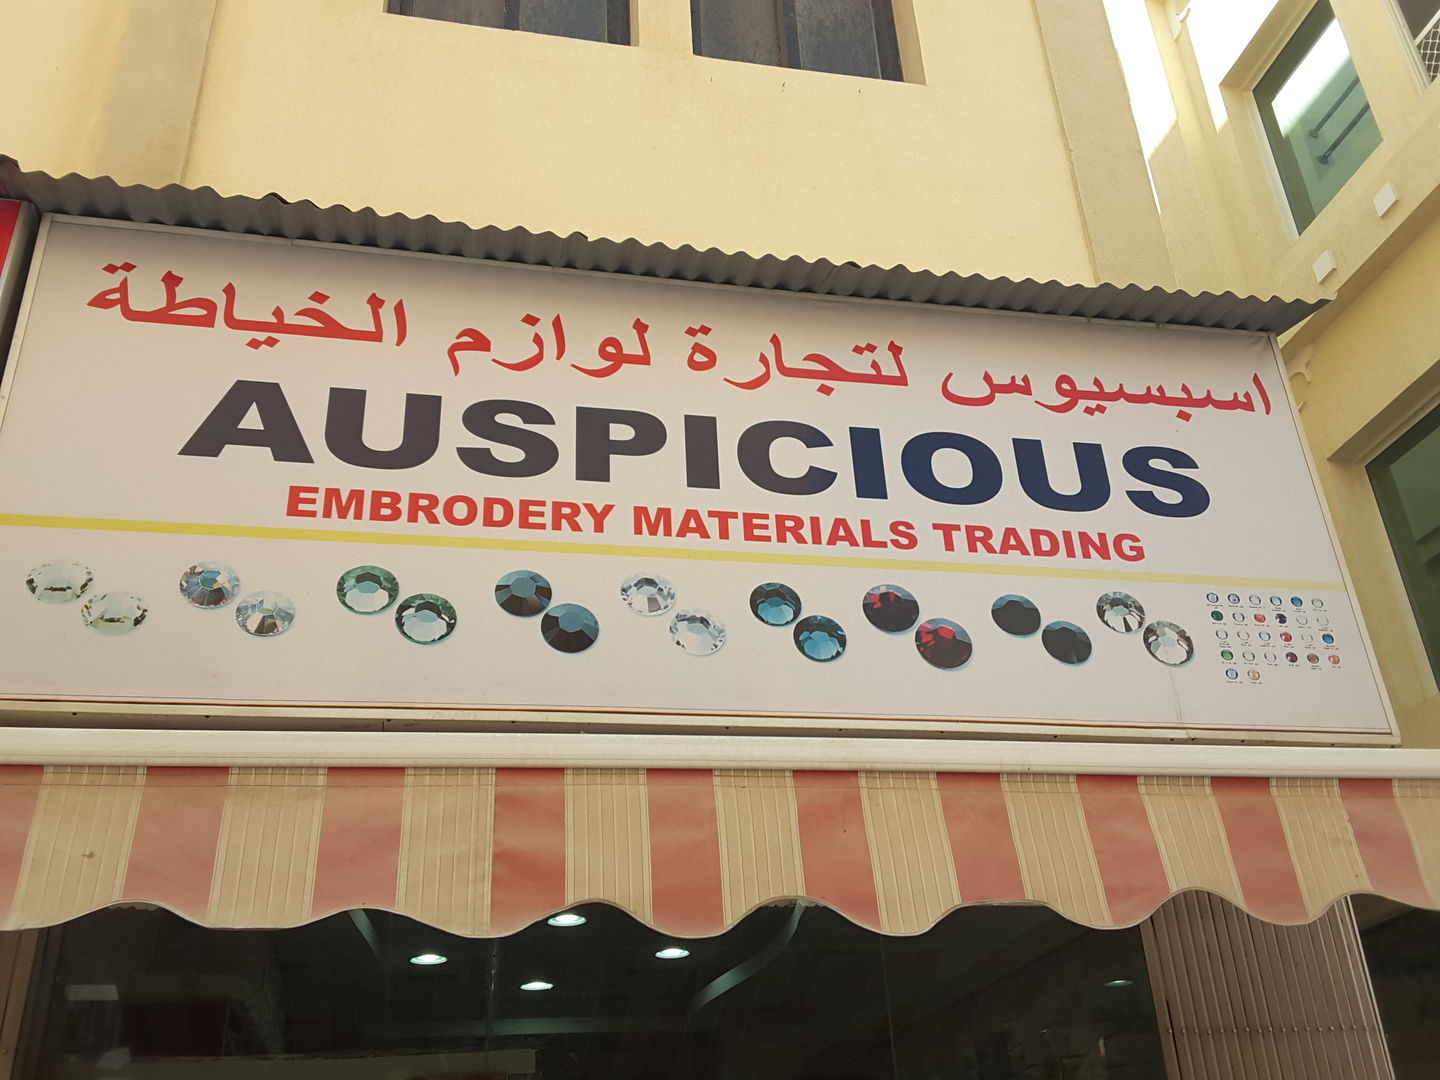 اسبسيوس لتجارة لوازم الخياطة
AUSPICIOUS
EMBRODERY MATERIALS TRADING